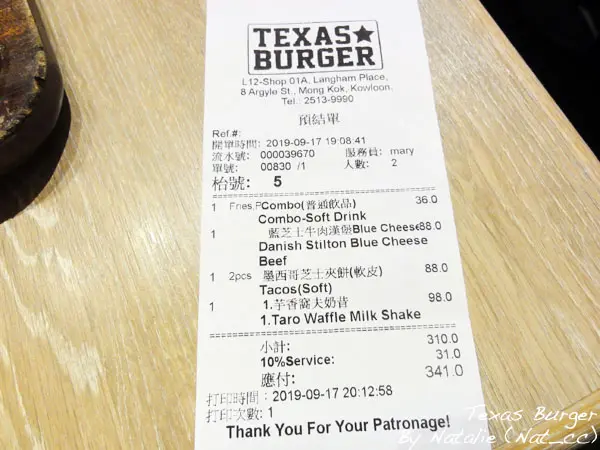 TEXAS★
BURGER
L12-Shop 01A, Langham Place,
8 Argyle St., Mong Kok, Kowloon.
Tel.: 2513-9990
預結單
Ref.#:
開單時間: 2019-09-17 19:08:41
流水號: 000039670 服務員: mary
單號: 00830 /1 人數: 2
枱號: 5
1 Fries,P Combo(普通飲品) 36.0
Combo-Soft Drink
1 藍芝士牛肉漢堡Blue Cheese 88.0
Danish Stilton Blue Cheese
Beef
1 2pcs 墨西哥芝士夾餅(軟皮) 88.0
Tacos(Soft)
1 1.芋香窩夫奶昔 98.0
1.Taro Waffle Milk Shake
小計: 310.0
10%Service: 31.0
應付: 341.0
打印時間: 2019-09-17 20:12:58
打印次數: 1
Thank You For Your Patronage!
Texas Burger
by Natalie (Nat_cc)